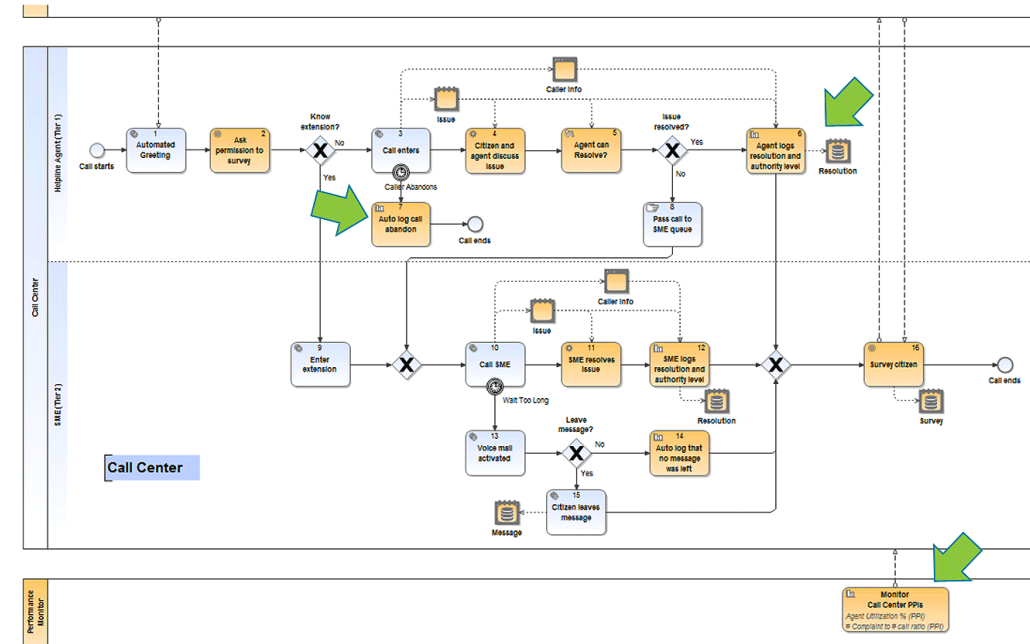 Call Center
Helpline Agent (Tier 1)
SME (Tier 2)
Call starts
1
Automated
Greeting
2
Ask
permission to
survey
Know
extension?
No
Yes
3
Call enters
Caller Abandons
7
Auto log call
abandon
Call ends
Issue
Caller Info
4
Citizen and
agent discuss
issue
5
Agent can
Resolve?
Issue
resolved?
Yes
No
6
Agent logs
resolution and
authority level
Resolution
8
Pass call to
SME queue
9
Enter
extension
10
Call SME
Wait Too Long
Issue
Caller Info
11
SME resolves
issue
12
SME logs
resolution and
authority level
Resolution
13
Voice mail
activated
Leave
message?
No
Yes
14
Auto log that
no message
was left
15
Citizen leaves
message
Message
16
Survey citizen
Survey
Call ends
Call Center
Performance
Monitor
Monitor
Call Center PPIs
Agent Utilization % (PPI)
# Complaint to # call ratio (PPI)